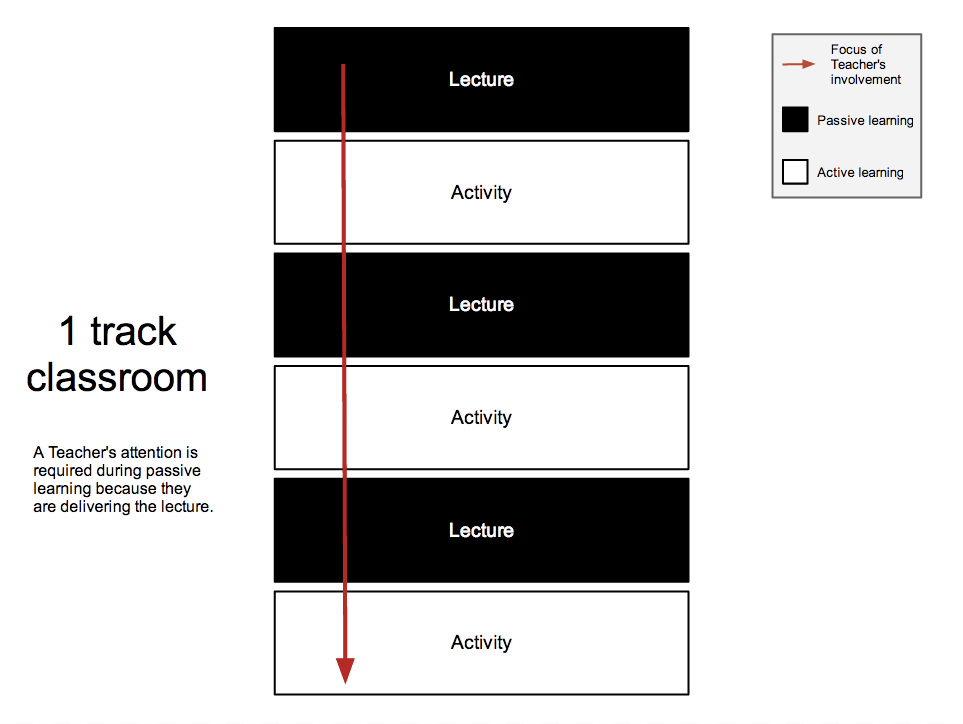 Lecture
Activity
Lecture
Activity
Lecture
Activity
1 track
classroom
A Teacher's attention is
required during passive
learning because they
are delivering the lecture.
Focus of
Teacher's
involvement
Passive learning
Active learning